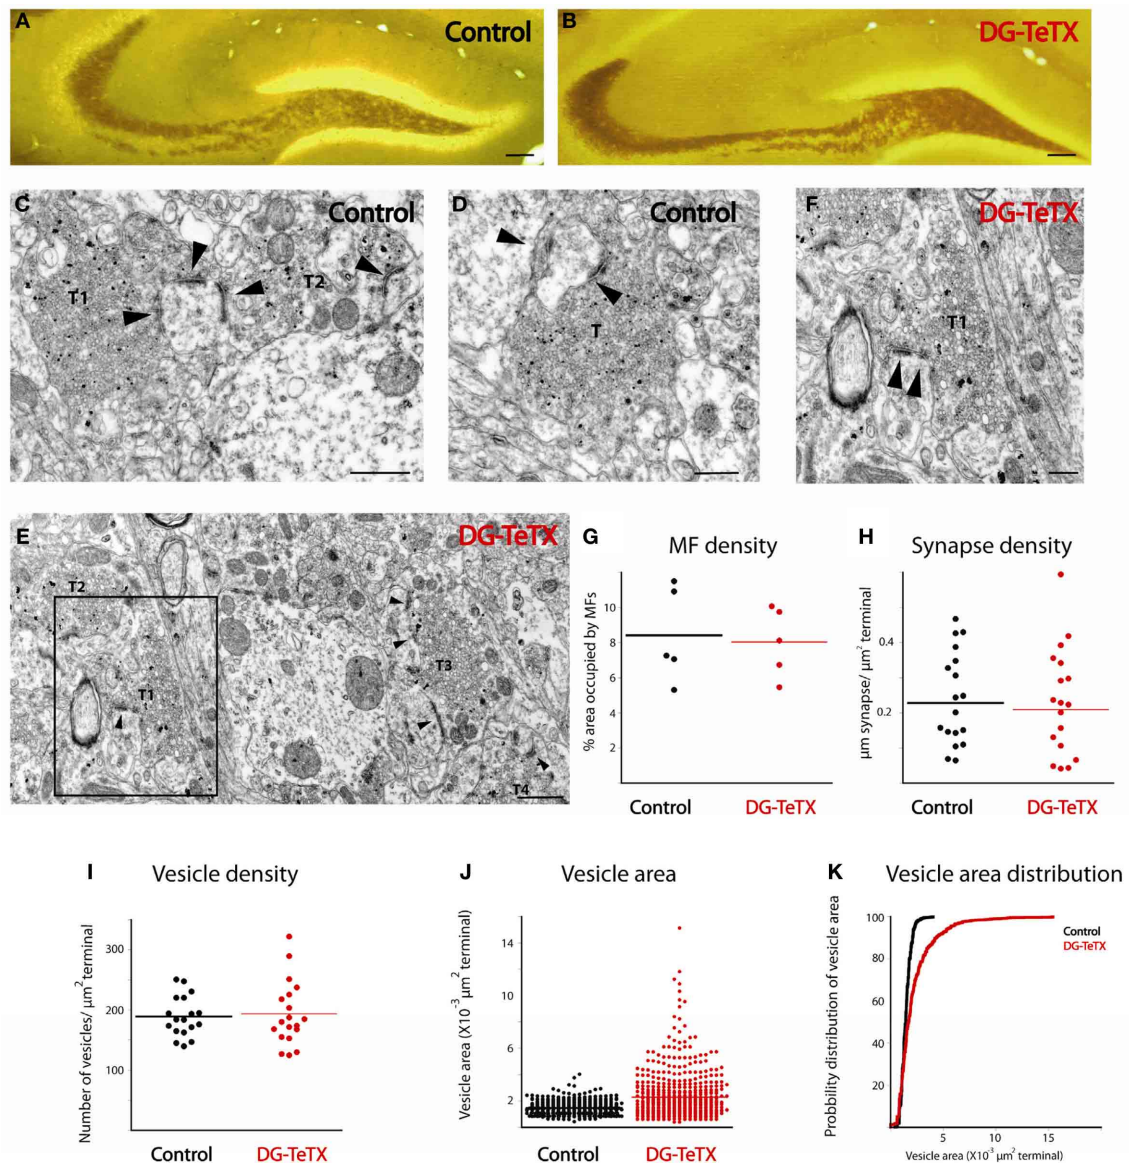 A Control
B DG-TeTX
C Control
T1
T2
D Control
T
F DG-TeTX
T1
E DG-TeTX
T2
T1
T3
T4
G
MF density
% area occupied by MFs
10
8
6
4
2
Control DG-TeTX
H
Synapse density
µm synapse/ µm² terminal
0.4
0.2
Control DG-TeTX
I
Vesicle density
Number of vesicles/ µm² terminal
300
200
100
Control DG-TeTX
J
Vesicle area
Vesicle area (X10⁻³ µm² terminal)
14
10
6
2
Control DG-TeTX
K
Vesicle area distribution
Probbility distribution of vesicle area
100
80
60
40
20
Control
DG-TeTX
5 10 15
Vesicle area (X10⁻³ µm² terminal)